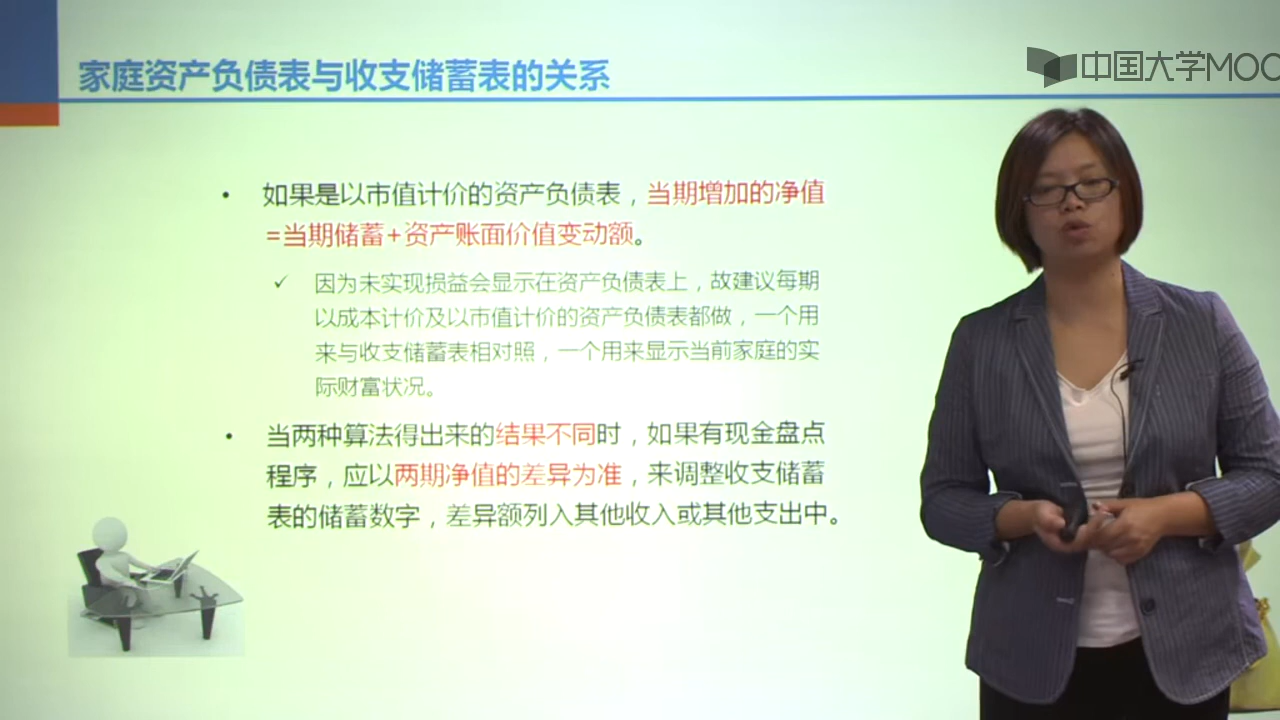 家庭资产负债表与收支储蓄表的关系
中国大学MOO
• 如果是以市值计价的资产负债表，当期增加的净值
=当期储蓄+资产账面价值变动额。
✓ 因为未实现损益会显示在资产负债表上，故建议每期
以成本计价及以市值计价的资产负债表都做，一个用
来与收支储蓄表相对照，一个用来显示当前家庭的实
际财富状况。
• 当两种算法得出来的结果不同时，如果有现金盘点
程序，应以两期净值的差异为准，来调整收支储蓄
表的储蓄数字，差异额列入其他收入或其他支出中。